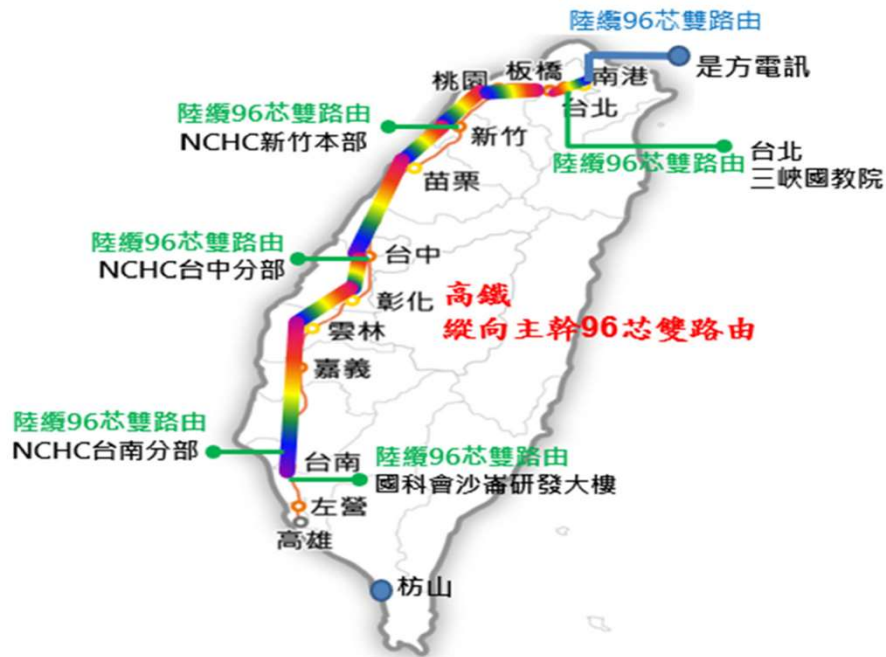 陸纜96芯雙路由
是方電訊
桃園
板橋
南港
台北
陸纜96芯雙路由
NCHC新竹本部
新竹
陸纜96芯雙路由
台北
三峽國教院
苗栗
陸纜96芯雙路由
NCHC台中分部
台中
彰化
高鐵
縱向主幹96芯雙路由
雲林
嘉義
陸纜96芯雙路由
NCHC台南分部
台南
陸纜96芯雙路由
國科會沙崙研發大樓
左營
高雄
枋山